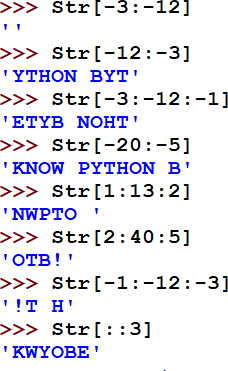 >>> Str[-3:-12]
''
>>> Str[-12:-3]
'YTHON BYT'
>>> Str[-3:-12:-1]
'ETYB NOHT'
>>> Str[-20:-5]
'KNOW PYTHON B'
>>> Str[1:13:2]
'NWPTO '
>>> Str[2:40:5]
'OTB!'
>>> Str[-1:-12:-3]
'!T H'
>>> Str[::3]
'KWYOBE'